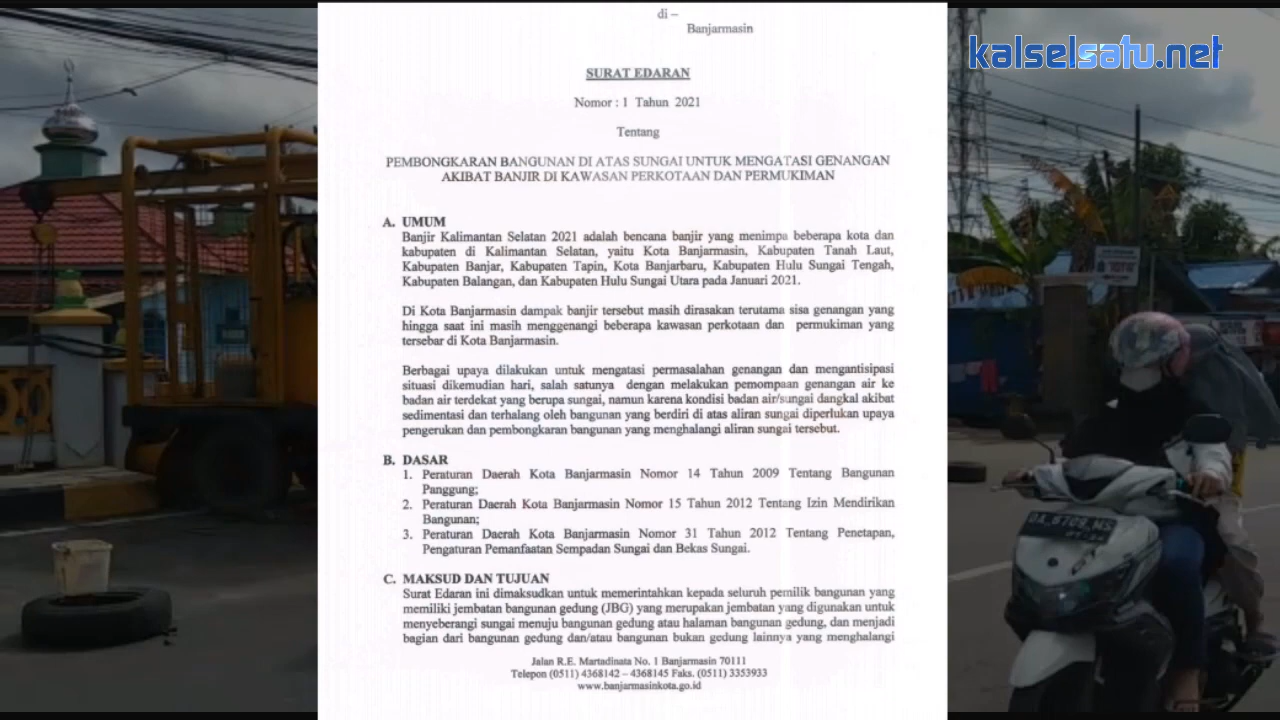 kalselsatu.net
di –
Banjarmasin
SURAT EDARAN
Nomor : 1 Tahun 2021
Tentang
PEMBONGKARAN BANGUNAN DI ATAS SUNGAI UNTUK MENGATASI GENANGAN
AKIBAT BANJIR DI KAWASAN PERKOTAAN DAN PERMUKIMAN
A. UMUM
Banjir Kalimantan Selatan 2021 adalah bencana banjir yang menimpa beberapa kota dan
kabupaten di Kalimantan Selatan, yaitu Kota Banjarmasin, Kabupaten Tanah Laut,
Kabupaten Banjar, Kabupaten Tapin, Kota Banjarbaru, Kabupaten Hulu Sungai Tengah,
Kabupaten Balangan, dan Kabupaten Hulu Sungai Utara pada Januari 2021.
Di Kota Banjarmasin dampak banjir tersebut masih dirasakan terutama sisa genangan yang
hingga saat ini masih menggenangi beberapa kawasan perkotaan dan permukiman yang
tersebar di Kota Banjarmasin.
Berbagai upaya dilakukan untuk mengatasi permasalahan genangan dan mengantisipasi
situasi dikemudian hari, salah satunya dengan melakukan pemompaan genangan air ke
badan air terdekat yang berupa sungai, namun karena kondisi badan air/sungai dangkal akibat
sedimentasi dan terhalang oleh bangunan yang berdiri di atas aliran sungai diperlukan upaya
pengerukan dan pembongkaran bangunan yang menghalangi aliran sungai tersebut.
B. DASAR
1. Peraturan Daerah Kota Banjarmasin Nomor 14 Tahun 2009 Tentang Bangunan
Panggung;
2. Peraturan Daerah Kota Banjarmasin Nomor 15 Tahun 2012 Tentang Izin Mendirikan
Bangunan;
3. Peraturan Daerah Kota Banjarmasin Nomor 31 Tahun 2012 Tentang Penetapan,
Pengaturan Pemanfaatan Sempadan Sungai dan Bekas Sungai.
C. MAKSUD DAN TUJUAN
Surat Edaran ini dimaksudkan untuk memerintahkan kepada seluruh pemilik bangunan yang
memiliki jembatan bangunan gedung (JBG) yang merupakan jembatan yang digunakan untuk
menyeberangi sungai menuju bangunan gedung atau halaman bangunan gedung, dan menjadi
bagian dari bangunan gedung dan/atau bangunan bukan gedung lainnya yang menghalangi
Jalan R.E. Martadinata No. 1 Banjarmasin 70111
Telepon (0511) 4368142 – 4368145 Faks. (0511) 3353933
www.banjarmasinkota.go.id
DA 6709 MS